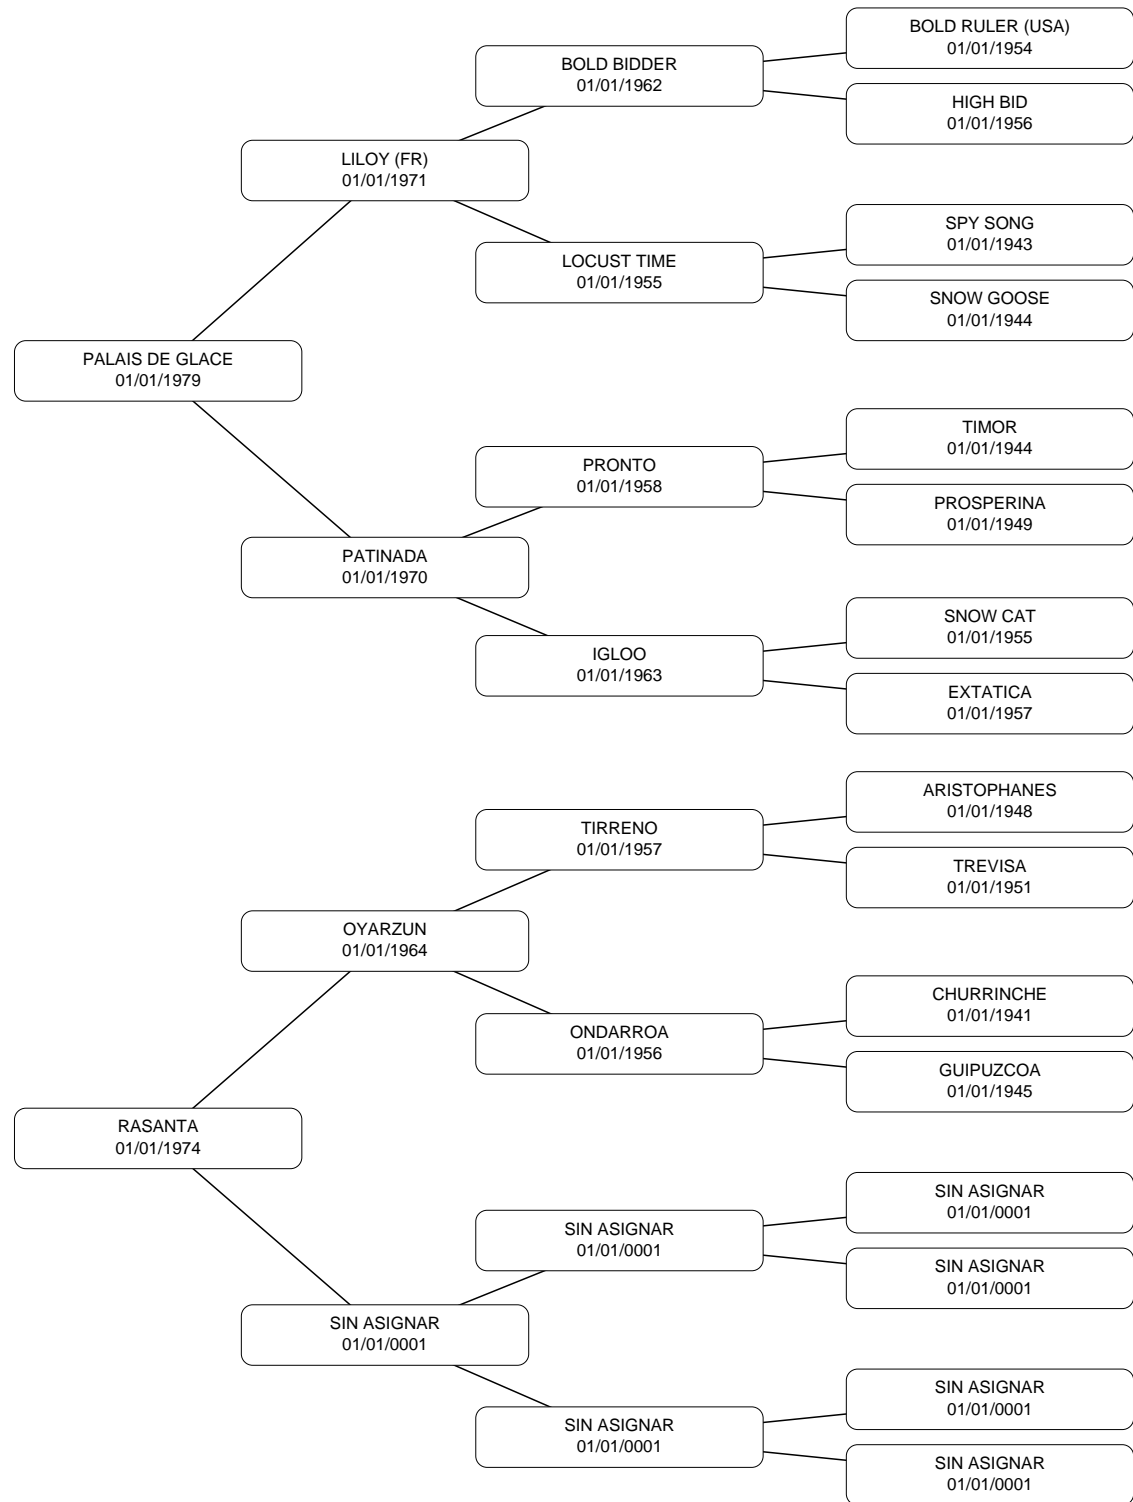 BOLD RULER (USA)
01/01/1954
BOLD BIDDER
01/01/1962
HIGH BID
01/01/1956
LILOY (FR)
01/01/1971
SPY SONG
01/01/1943
LOCUST TIME
01/01/1955
SNOW GOOSE
01/01/1944
PALAIS DE GLACE
01/01/1979
TIMOR
01/01/1944
PRONTO
01/01/1958
PROSPERINA
01/01/1949
PATINADA
01/01/1970
SNOW CAT
01/01/1955
IGLOO
01/01/1963
EXTATICA
01/01/1957
ARISTOPHANES
01/01/1948
TIRRENO
01/01/1957
TREVISA
01/01/1951
OYARZUN
01/01/1964
CHURRINCHE
01/01/1941
ONDARROA
01/01/1956
GUIPUZCOA
01/01/1945
RASANTA
01/01/1974
SIN ASIGNAR
01/01/0001
SIN ASIGNAR
01/01/0001
SIN ASIGNAR
01/01/0001
SIN ASIGNAR
01/01/0001
SIN ASIGNAR
01/01/0001
SIN ASIGNAR
01/01/0001
SIN ASIGNAR
01/01/0001